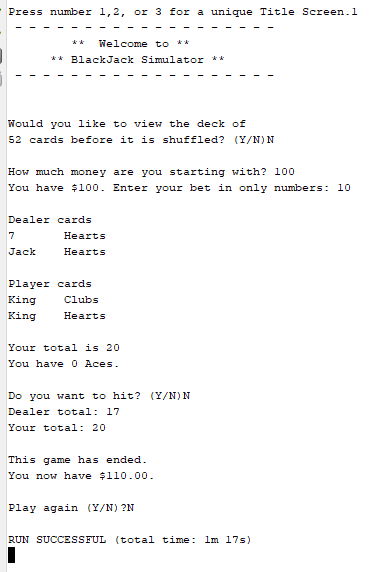 Press number 1,2, or 3 for a unique Title Screen.1
- - - - - - - - - - - - - - - - - - -
** Welcome to **
** BlackJack Simulator **
- - - - - - - - - - - - - - - - - - -
Would you like to view the deck of
52 cards before it is shuffled? (Y/N)N
How much money are you starting with? 100
You have $100. Enter your bet in only numbers: 10
Dealer cards
7 Hearts
Jack Hearts
Player cards
King Clubs
King Hearts
Your total is 20
You have 0 Aces.
Do you want to hit? (Y/N)N
Dealer total: 17
Your total: 20
This game has ended.
You now have $110.00.
Play again (Y/N)?N
RUN SUCCESSFUL (total time: 1m 17s)